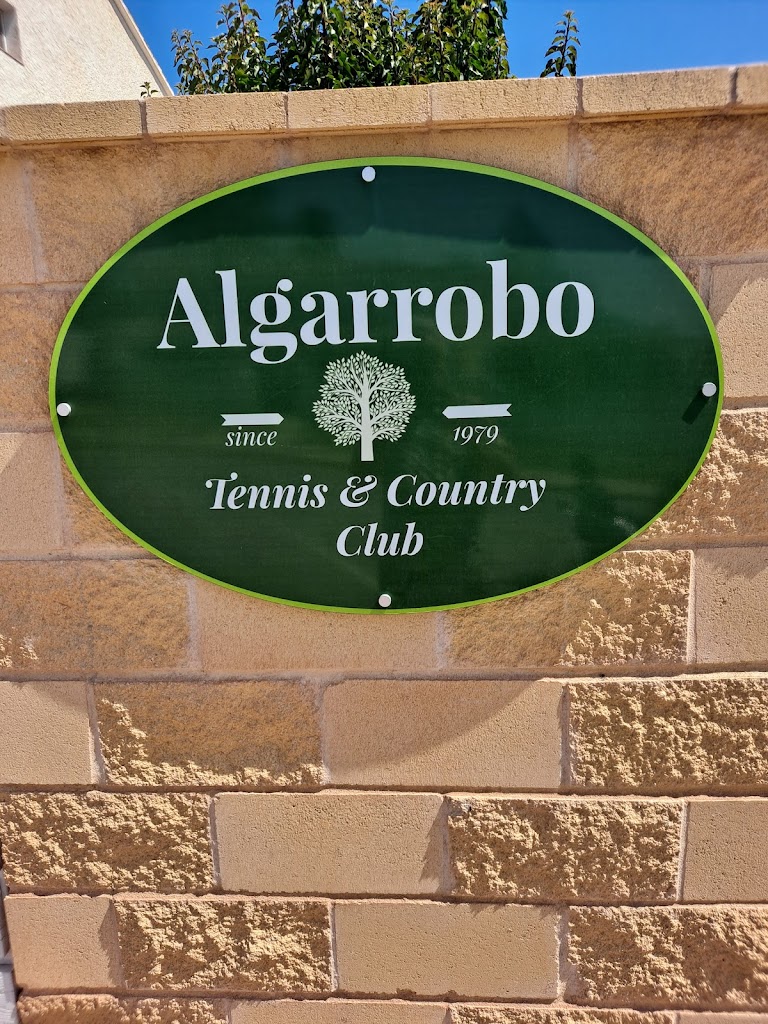 Algarrobo
since 1979
Tennis & Country
Club